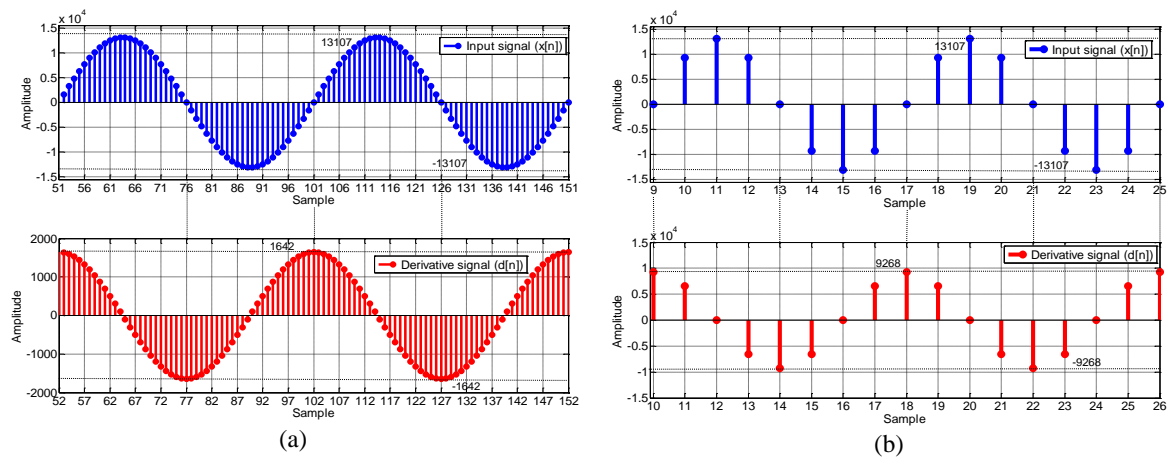 x 10^4
Amplitude
1.5
1
0.5
0
-0.5
-1
-1.5
13107
-13107
Input signal (x[n])
51 56 61 66 71 76 81 86 91 96 101 106 111 116 121 126 131 136 141 146 151
Sample
Amplitude
2000
1000
0
-1000
-2000
1642
-1642
Derivative signal (d[n])
52 57 62 67 72 77 82 87 92 97 102 107 112 117 122 127 132 137 142 147 152
Sample
(a)
x 10^4
Amplitude
1.5
1
0.5
0
-0.5
-1
-1.5
13107
-13107
Input signal (x[n])
9 10 11 12 13 14 15 16 17 18 19 20 21 22 23 24 25
Sample
x 10^4
Amplitude
1.5
1
0.5
0
-0.5
-1
-1.5
9268
-9268
Derivative signal (d[n])
10 11 12 13 14 15 16 17 18 19 20 21 22 23 24 25 26
Sample
(b)